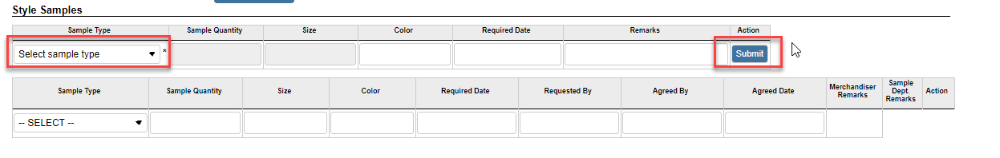 Style Samples
Sample Type Sample Quantity Size Color Required Date Remarks Action
Select sample type * Submit
Sample Type Sample Quantity Size Color Required Date Requested By Agreed By Agreed Date Merchandiser Remarks Sample Dept. Remarks Action
-- SELECT --